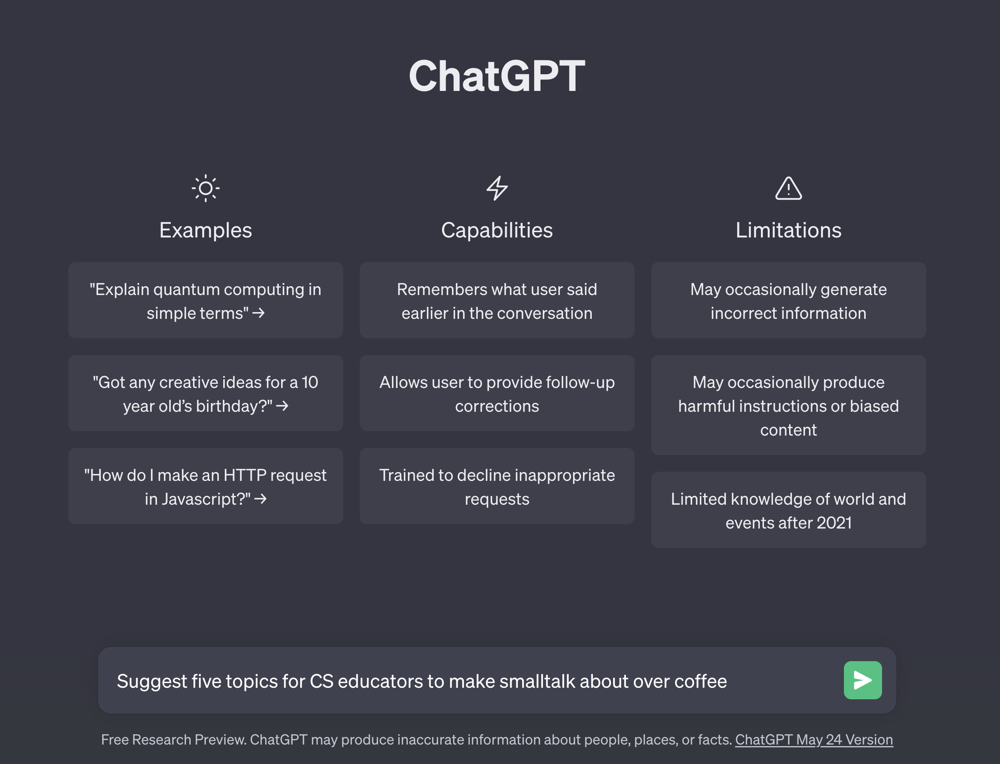 ChatGPT
Examples
"Explain quantum computing in
simple terms" →
"Got any creative ideas for a 10
year old’s birthday?" →
"How do I make an HTTP request
in Javascript?" →
Capabilities
Remembers what user said
earlier in the conversation
Allows user to provide follow-up
corrections
Trained to decline inappropriate
requests
Limitations
May occasionally generate
incorrect information
May occasionally produce
harmful instructions or biased
content
Limited knowledge of world and
events after 2021
Suggest five topics for CS educators to make smalltalk about over coffee
Free Research Preview. ChatGPT may produce inaccurate information about people, places, or facts. ChatGPT May 24 Version